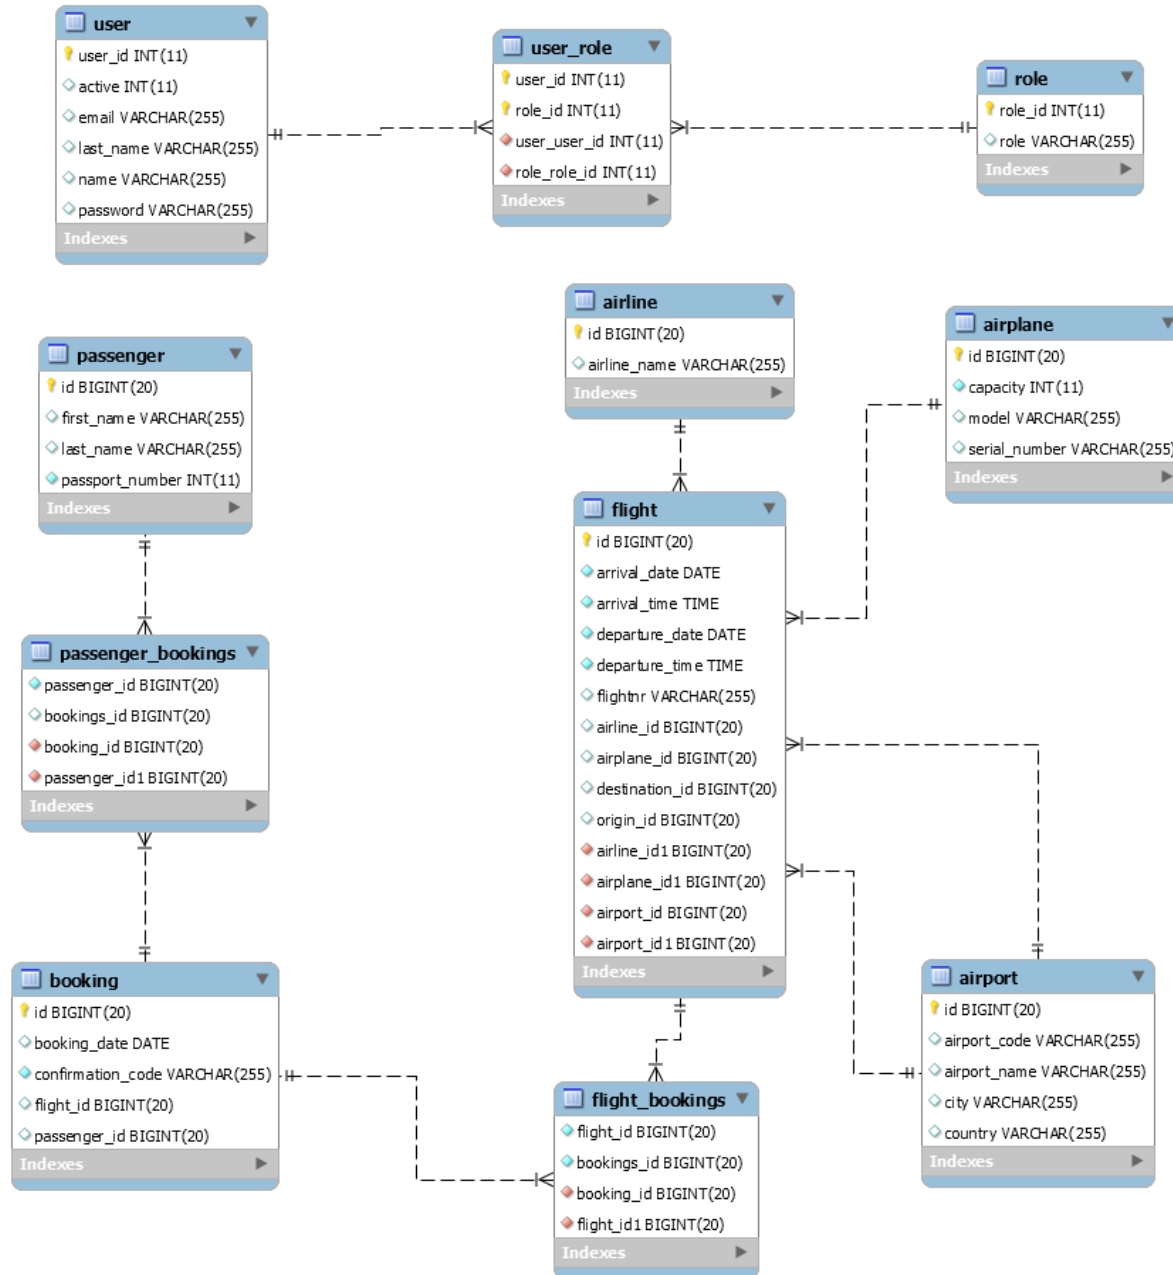 user
user_id INT(11)
active INT(11)
email VARCHAR(255)
last_name VARCHAR(255)
name VARCHAR(255)
password VARCHAR(255)
Indexes
user_role
user_id INT(11)
role_id INT(11)
user_user_id INT(11)
role_role_id INT(11)
Indexes
role
role_id INT(11)
role VARCHAR(255)
Indexes
airline
id BIGINT(20)
airline_name VARCHAR(255)
Indexes
airplane
id BIGINT(20)
capacity INT(11)
model VARCHAR(255)
serial_number VARCHAR(255)
Indexes
passenger
id BIGINT(20)
first_name VARCHAR(255)
last_name VARCHAR(255)
passport_number INT(11)
Indexes
flight
id BIGINT(20)
arrival_date DATE
arrival_time TIME
departure_date DATE
departure_time TIME
flightnr VARCHAR(255)
airline_id BIGINT(20)
airplane_id BIGINT(20)
destination_id BIGINT(20)
origin_id BIGINT(20)
airline_id1 BIGINT(20)
airplane_id1 BIGINT(20)
airport_id BIGINT(20)
airport_id1 BIGINT(20)
Indexes
passenger_bookings
passenger_id BIGINT(20)
bookings_id BIGINT(20)
booking_id BIGINT(20)
passenger_id1 BIGINT(20)
Indexes
booking
id BIGINT(20)
booking_date DATE
confirmation_code VARCHAR(255)
flight_id BIGINT(20)
passenger_id BIGINT(20)
Indexes
airport
id BIGINT(20)
airport_code VARCHAR(255)
airport_name VARCHAR(255)
city VARCHAR(255)
country VARCHAR(255)
Indexes
flight_bookings
flight_id BIGINT(20)
bookings_id BIGINT(20)
booking_id BIGINT(20)
flight_id1 BIGINT(20)
Indexes